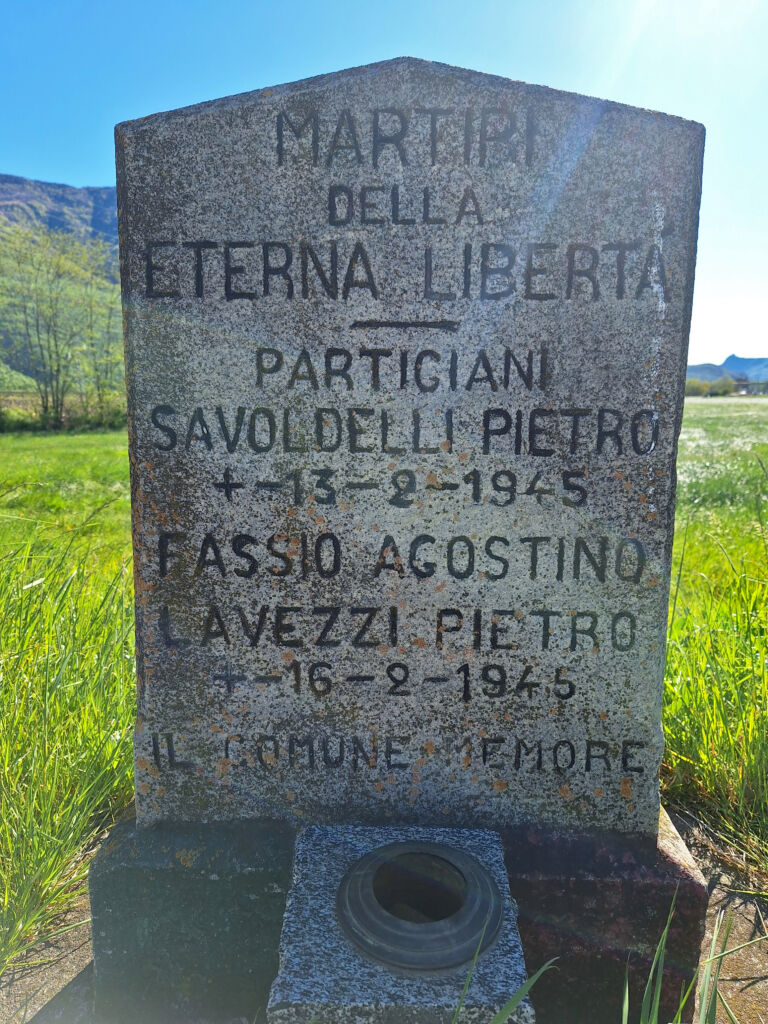 MARTIRI
DELLA
ETERNA LIBERTÁ
PARTIGIANI
SAVOLDELLI PIETRO
+-13-2-1945
FASSIO AGOSTINO
LAVEZZI PIETRO
+-16-2-1945
IL COMUNE MEMORE